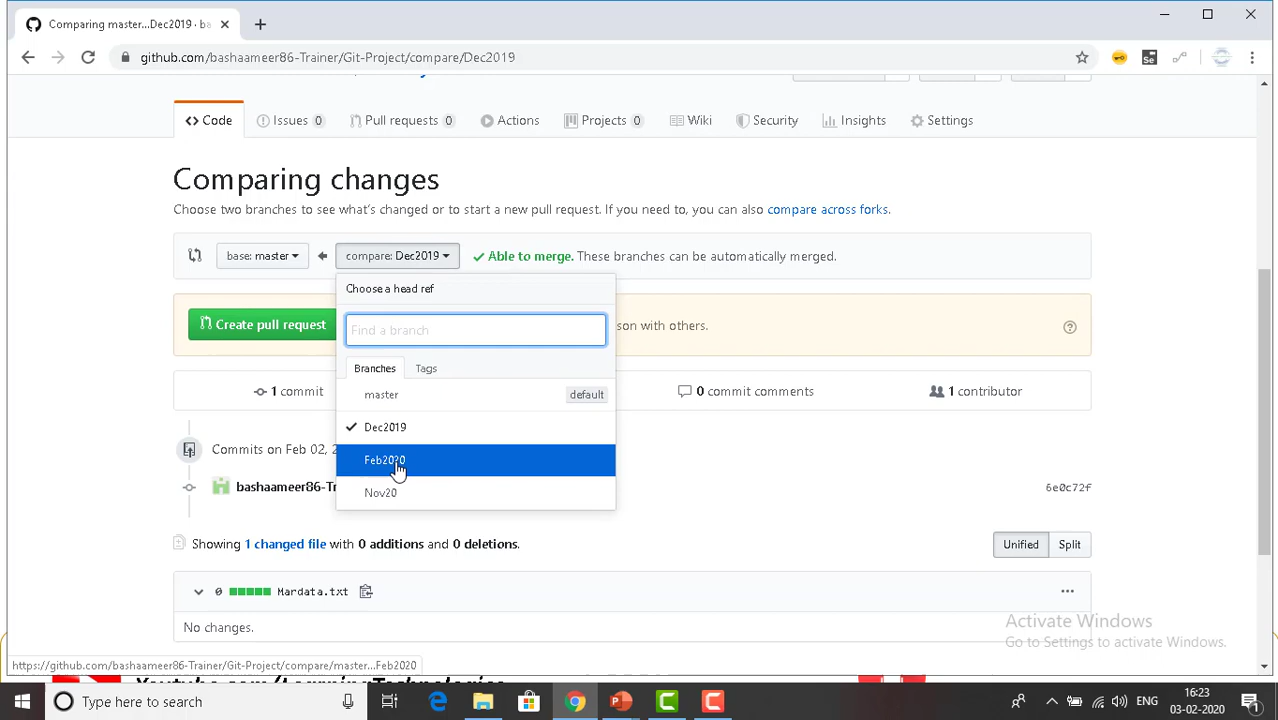 Comparing master...Dec2019 · ba
github.com/bashaameer86-Trainer/Git-Project/compare/Dec2019
Se
Code
Issues 0
Pull requests 0
Actions
Projects 0
Wiki
Security
Insights
Settings
Comparing changes
Choose two branches to see what's changed or to start a new pull request. If you need to, you can also compare across forks.
base: master
compare: Dec2019
Able to merge. These branches can be automatically merged.
Choose a head ref
Create pull request
son with others.
Find a branch
Branches
Tags
1 commit
master
default
0 commit comments
1 contributor
Dec2019
Commits on Feb 02, 2
Feb2020
bashaameer86-Tr
Nov20
6e0c72f
Showing 1 changed file with 0 additions and 0 deletions.
Unified
Split
0
Mardata.txt
No changes.
Activate Windows
Go to Settings to activate Windows.
https://github.com/bashaameer86-Trainer/Git-Project/compare/master...Feb2020
Type here to search
ENG
16:23
03-02-2020
1